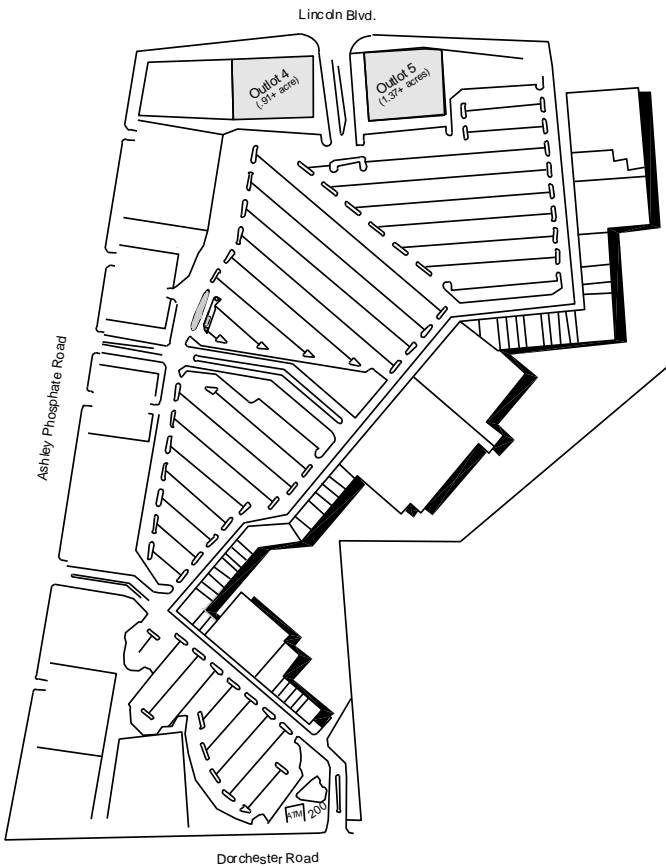 Lincoln Blvd.
Outlot 4
(.91+ acre)
Outlot 5
(1.37+ acres)
Ashley Phosphate Road
ATM
200
Dorchester Road